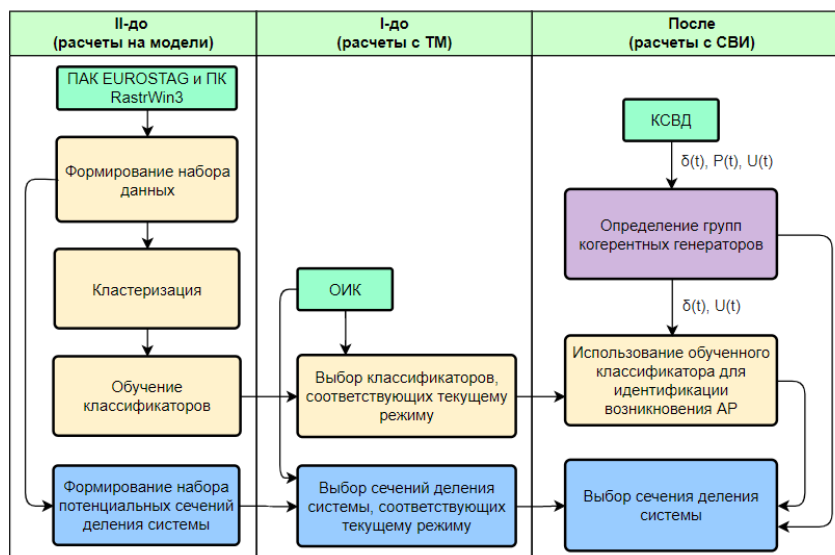 II-до
(расчеты на модели)
I-до
(расчеты с ТМ)
После
(расчеты с СВИ)
ПАК EUROSTAG и ПК
RastrWin3
Формирование набора
данных
Кластеризация
Обучение
классификаторов
Формирование набора
потенциальных сечений
деления системы
ОИК
Выбор классификаторов,
соответствующих текущему
режиму
Выбор сечений деления
системы, соответствующих
текущему режиму
КСВД
δ(t), P(t), U(t)
Определение групп
когерентных генераторов
δ(t), U(t)
Использование обученного
классификатора для
идентификации
возникновения АР
Выбор сечения деления
системы